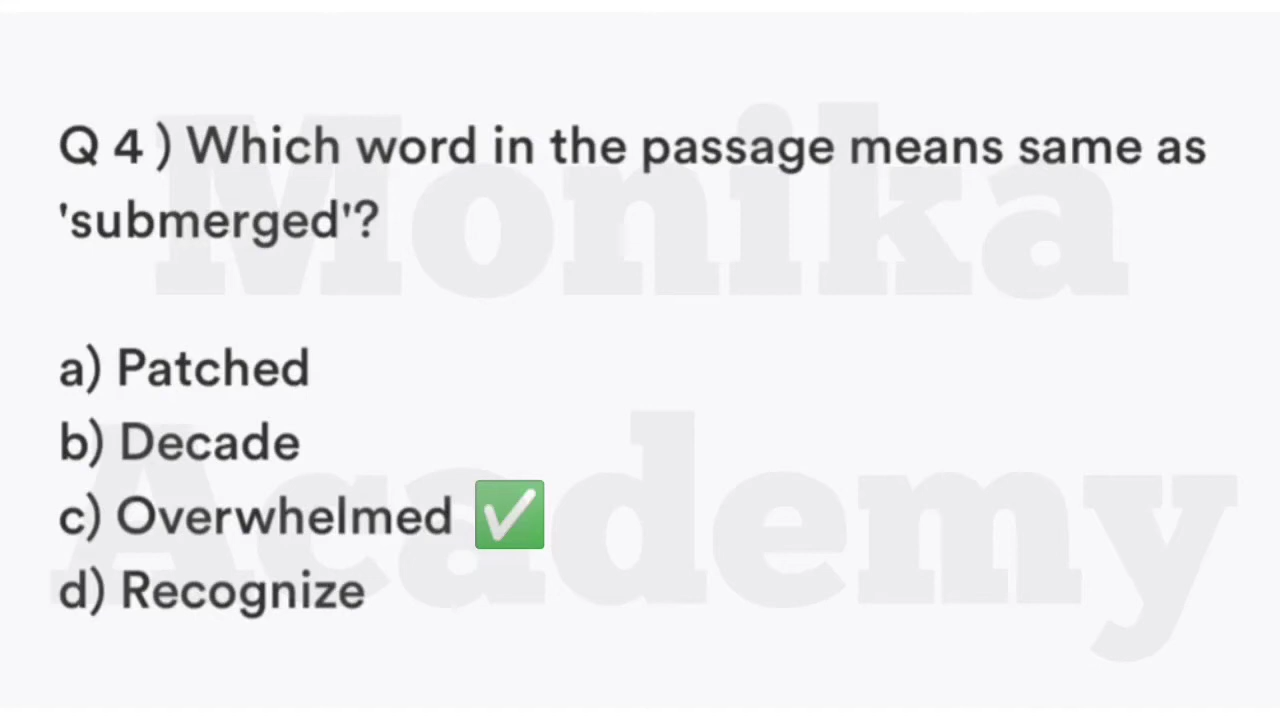 Monika
Academy
Q 4 ) Which word in the passage means same as
'submerged'?
a) Patched
b) Decade
c) Overwhelmed ✅
d) Recognize